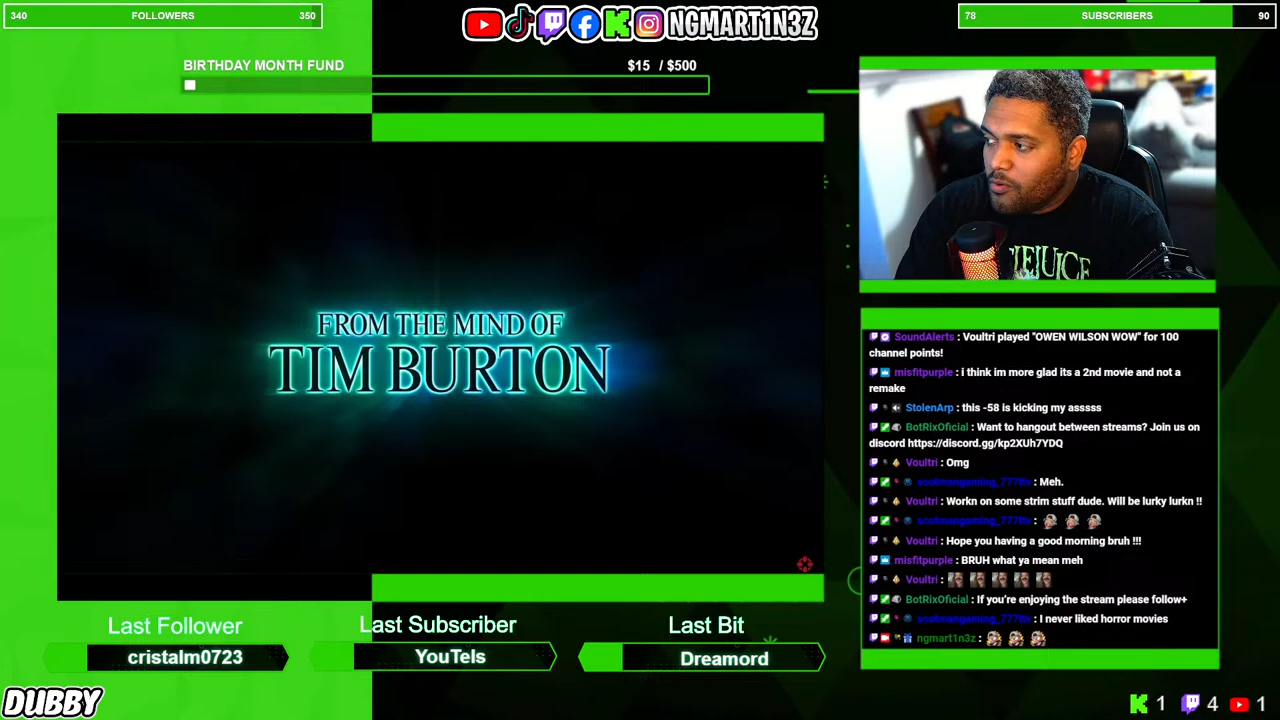 340 FOLLOWERS 350
NGMART1N3Z
78 SUBSCRIBERS 90
BIRTHDAY MONTH FUND $15 / $500
FROM THE MIND OF
TIM BURTON
SoundAlerts : Voultri played "OWEN WILSON WOW" for 100
channel points!
misfitpurple : i think im more glad its a 2nd movie and not a
remake
StolenArp : this -58 is kicking my asssss
BotRixOficial : Want to hangout between streams? Join us on
discord https://discord.gg/kp2XUh7YDQ
Voultri : Omg
: Meh.
Voultri : Workn on some strim stuff dude. Will be lurky lurkn !!
Voultri : Hope you having a good morning bruh !!!
misfitpurple : BRUH what ya mean meh
Voultri :
BotRixOficial : If you're enjoying the stream please follow+
: I never liked horror movies
ngmart1n3z :
Last Follower
cristalm0723
Last Subscriber
YouTels
Last Bit
Dreamord
DUBBY
1 4 1